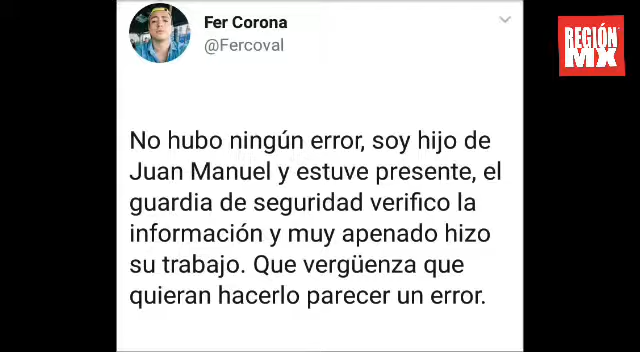 Fer Corona
@Fercoval
REGIÓN
MX
No hubo ningún error, soy hijo de
Juan Manuel y estuve presente, el
guardia de seguridad verifico la
información y muy apenado hizo
su trabajo. Que vergüenza que
quieran hacerlo parecer un error.